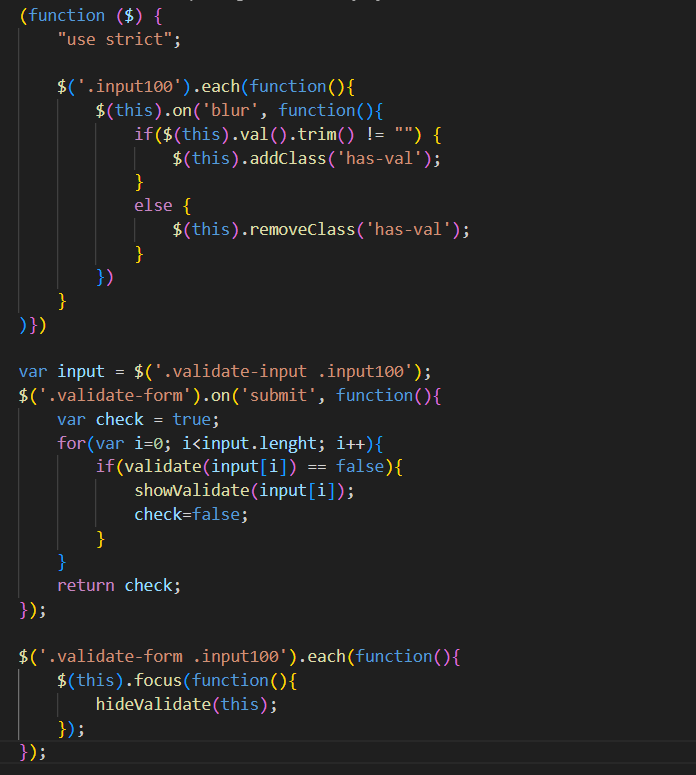 (function ($) {
"use strict";
$('.input100').each(function(){
$(this).on('blur', function(){
if($(this).val().trim() != "") {
$(this).addClass('has-val');
}
else {
$(this).removeClass('has-val');
}
})
}
)})
var input = $('.validate-input .input100');
$('.validate-form').on('submit', function(){
var check = true;
for(var i=0; i<input.lenght; i++){
if(validate(input[i]) == false){
showValidate(input[i]);
check=false;
}
}
return check;
});
$('.validate-form .input100').each(function(){
$(this).focus(function(){
hideValidate(this);
});
});